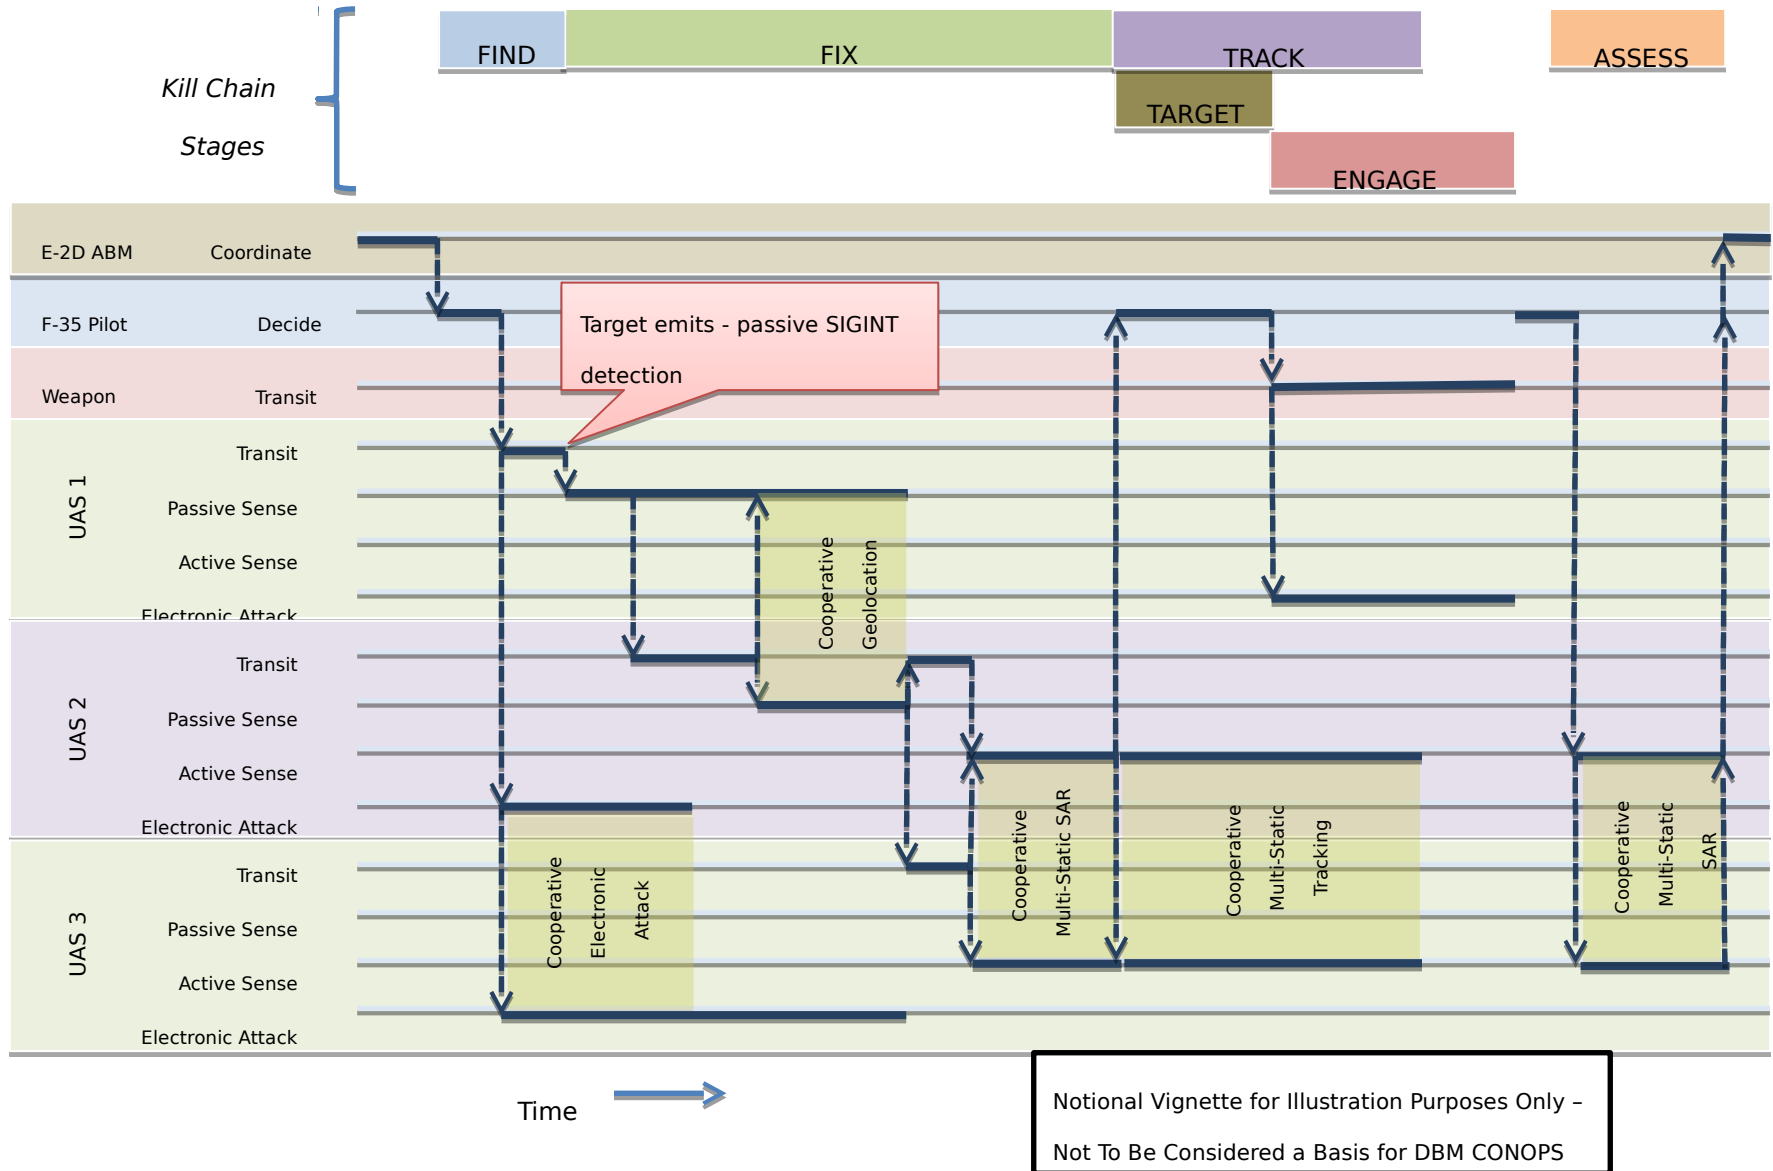 FIND
FIX
TRACK
ASSESS
Kill Chain
Stages
TARGET
ENGAGE
E-2D ABM
Coordinate
F-35 Pilot
Decide
Target emits - passive SIGINT
detection
Weapon
Transit
UAS 1
Transit
Passive Sense
Active Sense
Electronic Attack
Cooperative
Geolocation
UAS 2
Transit
Passive Sense
Active Sense
Electronic Attack
UAS 3
Transit
Passive Sense
Active Sense
Electronic Attack
Cooperative
Electronic
Attack
Cooperative
Multi-Static SAR
Cooperative
Multi-Static
Tracking
Cooperative
Multi-Static
SAR
Time
Notional Vignette for Illustration Purposes Only –
Not To Be Considered a Basis for DBM CONOPS